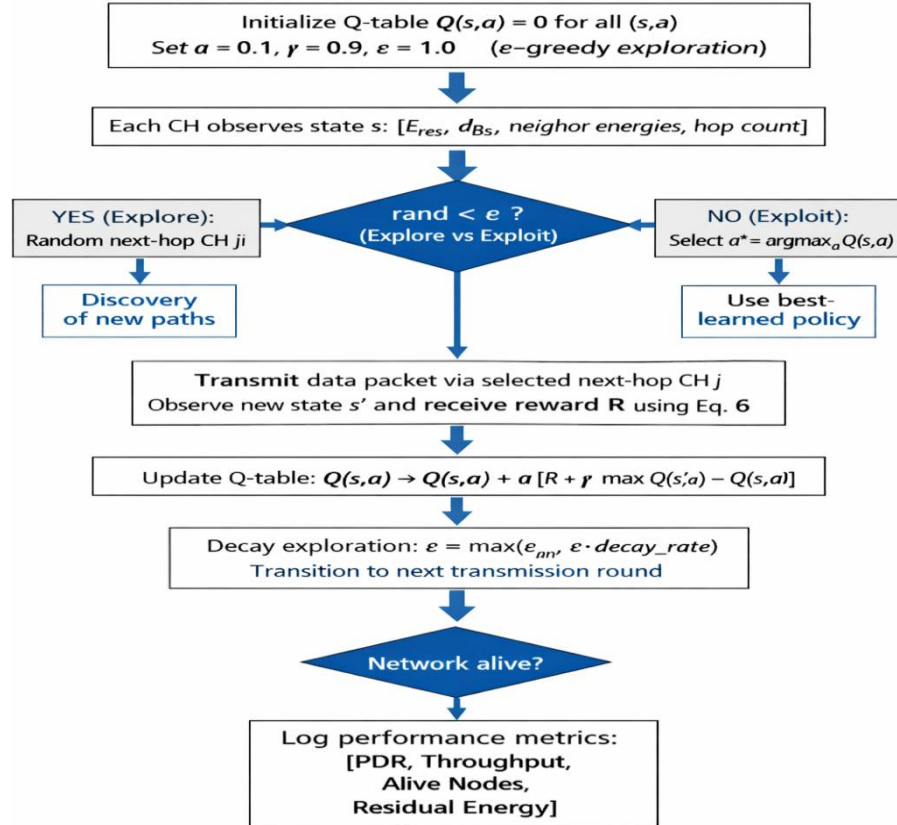 Initialize Q-table Q(s,a) = 0 for all (s,a)
Set α = 0.1, γ = 0.9, ε = 1.0 (e–greedy exploration)
Each CH observes state s: [E_res, d_Bs, neighor energies, hop count]
rand < ε ?
(Explore vs Exploit)
YES (Explore):
Random next-hop CH ji
NO (Exploit):
Select a* = argmax_a Q(s,a)
Discovery
of new paths
Use best-
learned policy
Transmit data packet via selected next-hop CH j
Observe new state s′ and receive reward R using Eq. 6
Update Q-table: Q(s,a) → Q(s,a) + α [R + γ max Q(s′,a) – Q(s,a)]
Decay exploration: ε = max(e_an, ε· decay_rate)
Transition to next transmission round
Network alive?
Log performance metrics:
[PDR, Throughput,
Alive Nodes,
Residual Energy]